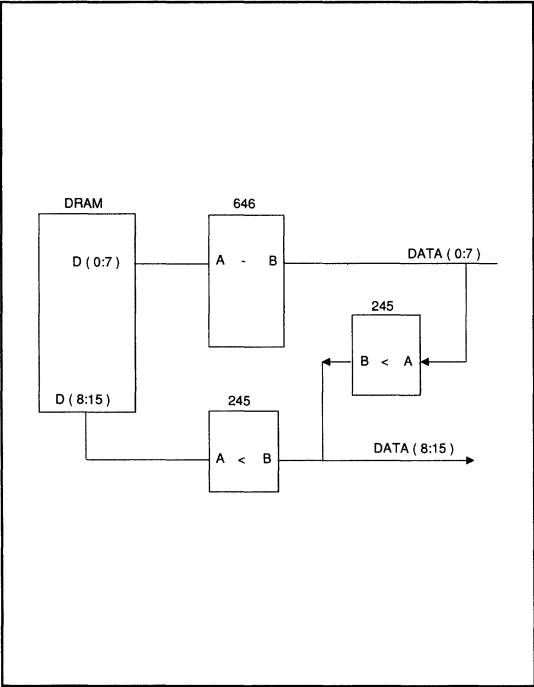 DRAM
646
D ( 0:7 )
A - B
DATA ( 0:7 )
245
B < A
D ( 8:15 )
245
A < B
DATA ( 8:15 )